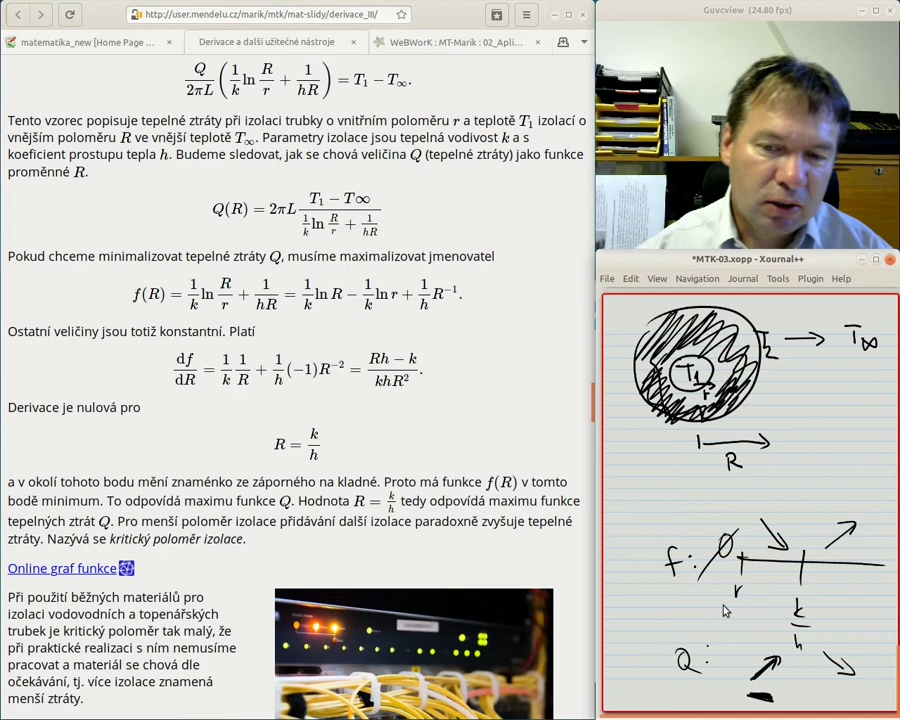 http://user.mendelu.cz/marik/mtk/mat-slidy/derivace_III/
matematika_new [Home Page ...
Derivace a další užitečné nástroje
WeBWorK : MT-Marik : 02_Apli...
Q/(2πL) (1/k ln R/r + 1/(hR)) = T₁ − T∞.
Tento vzorec popisuje tepelné ztráty při izolaci trubky o vnitřním poloměru r a teplotě T₁ izolací o
vnějším poloměru R ve vnější teplotě T∞. Parametry izolace jsou tepelná vodivost k a s
koeficient prostupu tepla h. Budeme sledovat, jak se chová veličina Q (tepelné ztráty) jako funkce
proměnné R.
Q(R) = 2πL (T₁ − T∞)/(1/k ln R/r + 1/(hR))
Pokud chceme minimalizovat tepelné ztráty Q, musíme maximalizovat jmenovatel
f(R) = 1/k ln R/r + 1/(hR) = 1/k ln R − 1/k ln r + 1/h R⁻¹.
Ostatní veličiny jsou totiž konstantní. Platí
df/dR = 1/k 1/R + 1/h (−1)R⁻² = (Rh − k)/(khR²).
Derivace je nulová pro
R = k/h
a v okolí tohoto bodu mění znaménko ze záporného na kladné. Proto má funkce f(R) v tomto
bodě minimum. To odpovídá maximu funkce Q. Hodnota R = k/h tedy odpovídá maximu funkce
tepelných ztrát Q. Pro menší poloměr izolace přidávání další izolace paradoxně zvyšuje tepelné
ztráty. Nazývá se kritický poloměr izolace.
Online graf funkce
Při použití běžných materiálů pro
izolaci vodovodních a topenářských
trubek je kritický poloměr tak malý, že
při praktické realizaci s ním nemusíme
pracovat a materiál se chová dle
očekávání, tj. více izolace znamená
menší ztráty.
Guvcview (24.80 fps)
*MTK-03.xopp - Xournal++
File Edit View Navigation Journal Tools Plugin Help
T₂ → T∞
T₁
r
R
f: 0
r
k/h
Q: